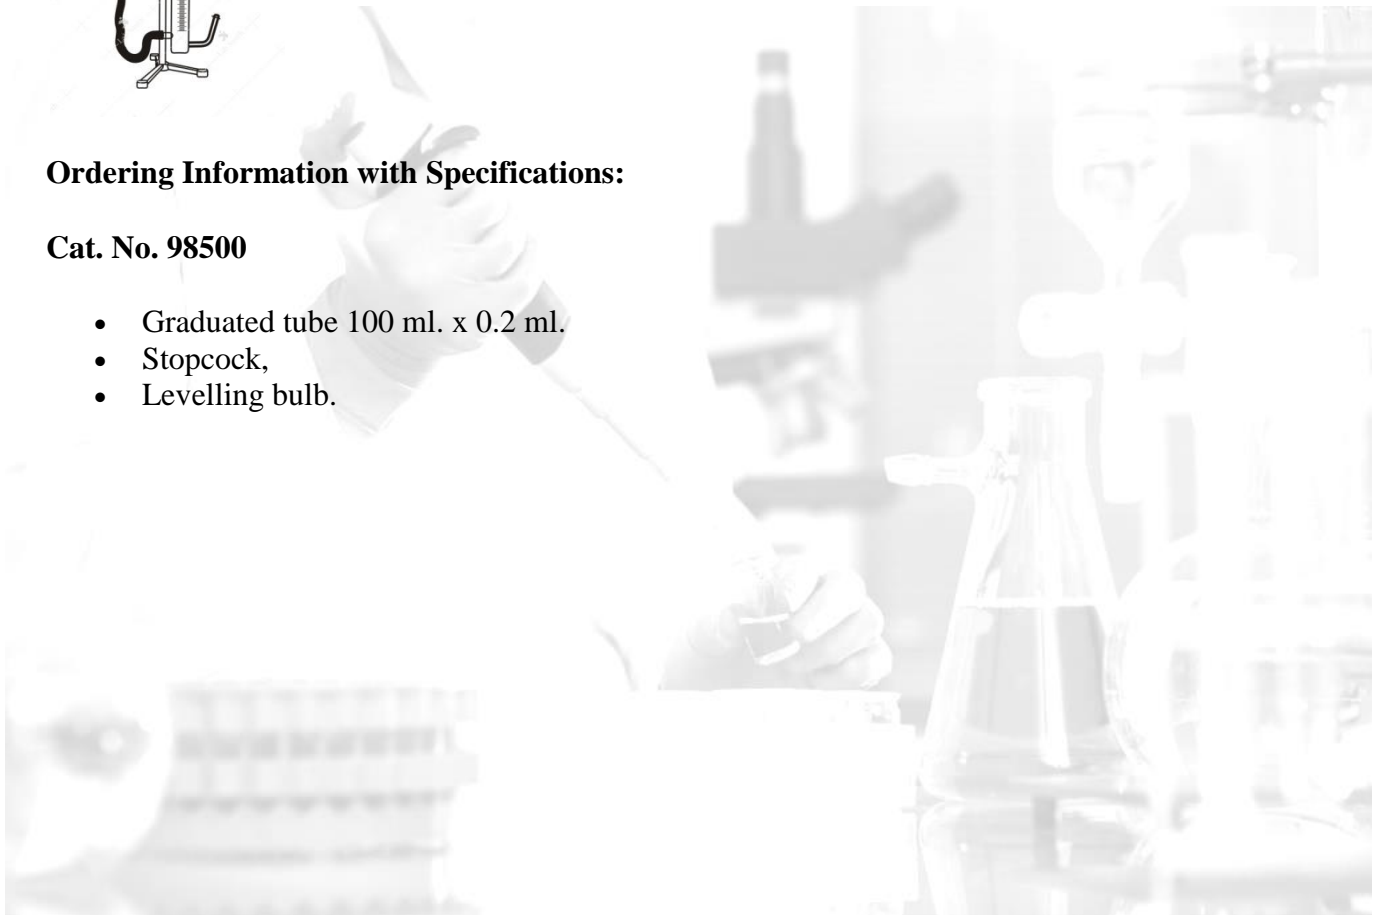 Ordering Information with Specifications:
Cat. No. 98500
• Graduated tube 100 ml. x 0.2 ml.
• Stopcock,
• Levelling bulb.